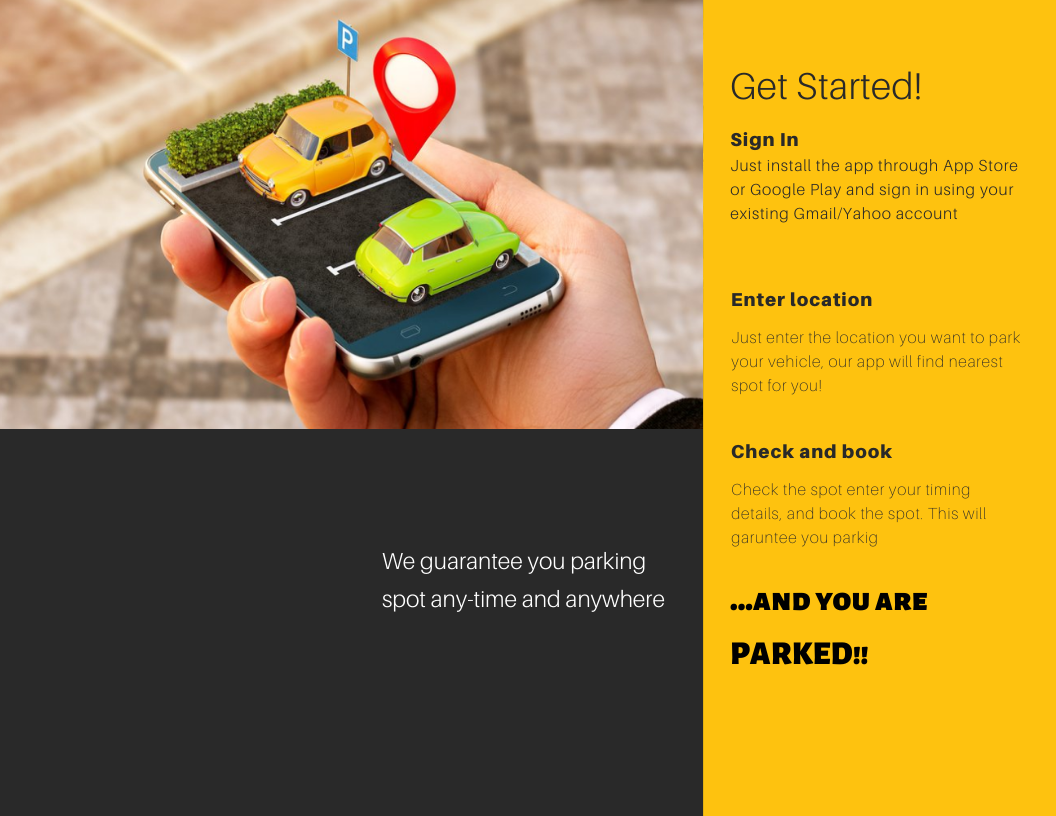 P
Get Started!
Sign In
Just install the app through App Store
or Google Play and sign in using your
existing Gmail/Yahoo account
Enter location
Just enter the location you want to park
your vehicle, our app will find nearest
spot for you!
Check and book
Check the spot enter your timing
details, and book the spot. This will
garuntee you parkig
We guarantee you parking
spot any-time and anywhere
...AND YOU ARE
PARKED!!